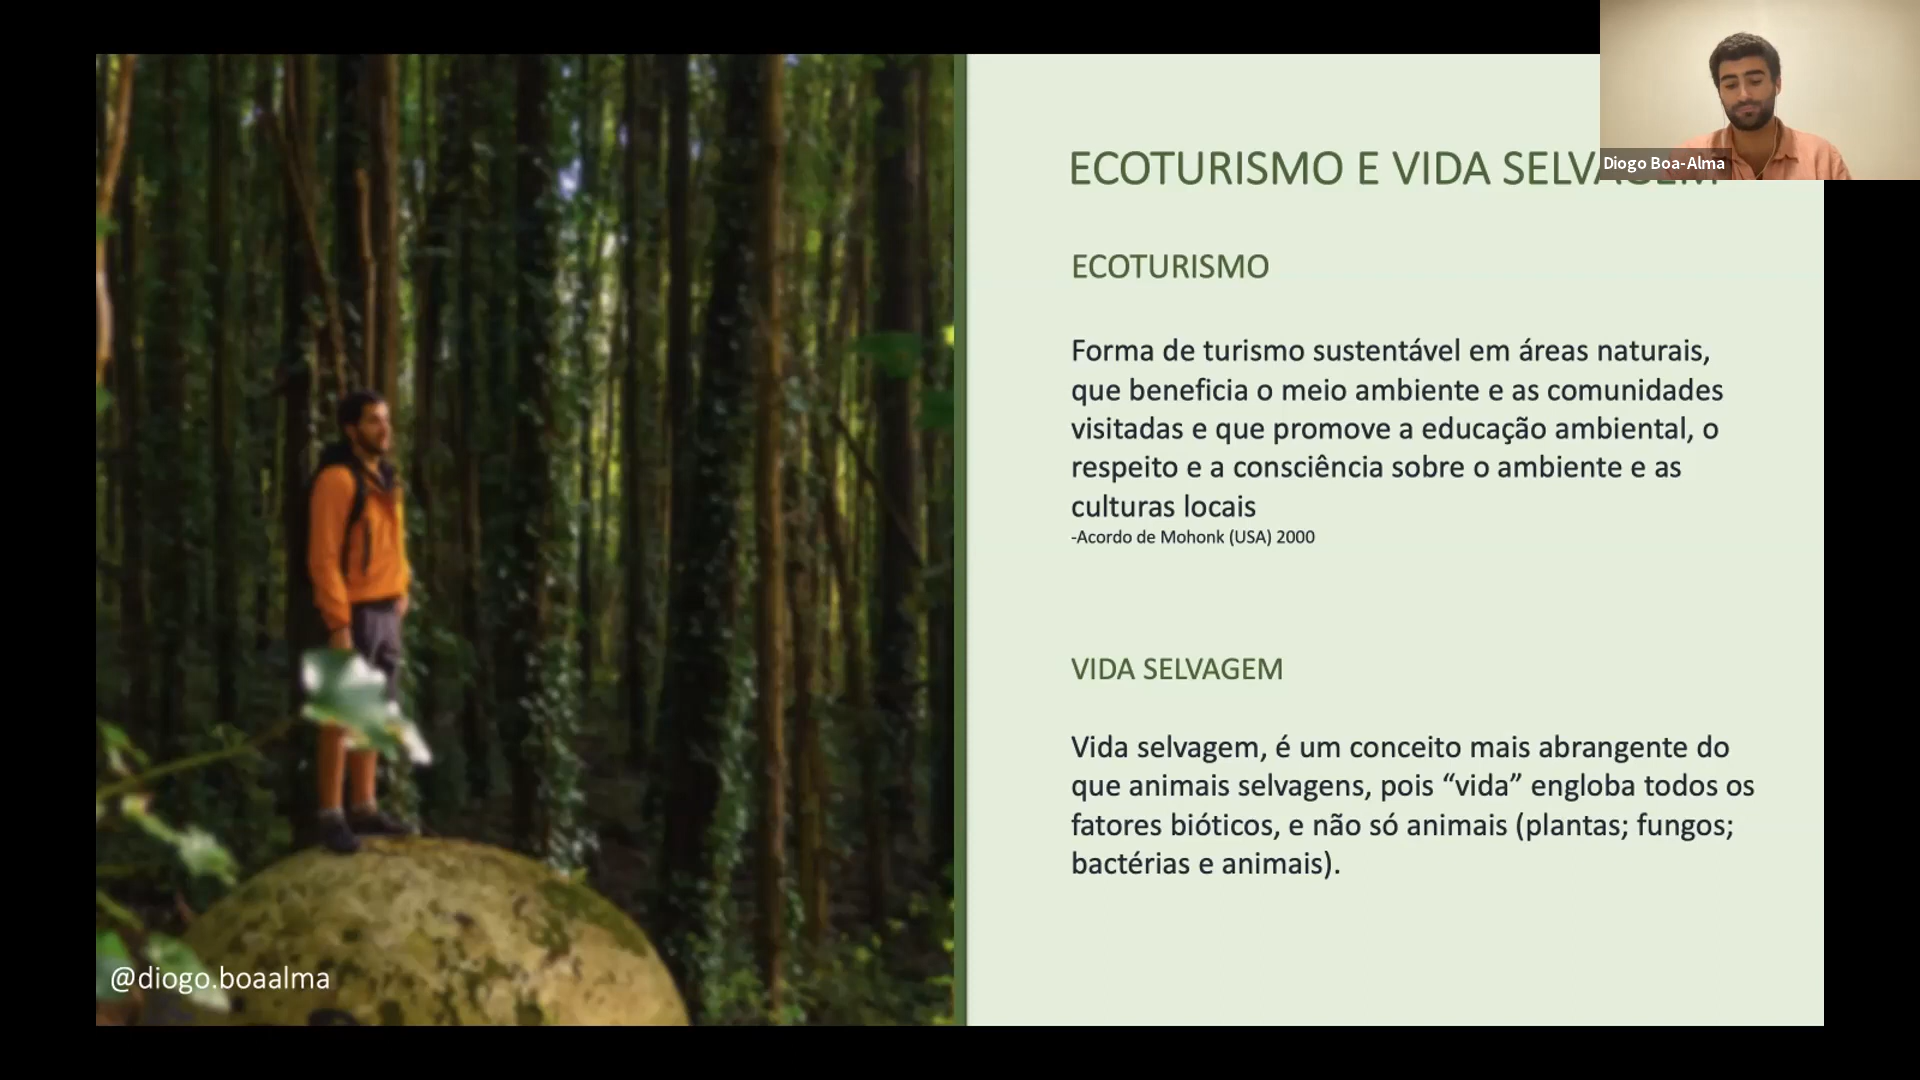 ECOTURISMO E VIDA SELVAGEM
Diogo Boa-Alma
ECOTURISMO
Forma de turismo sustentável em áreas naturais,
que beneficia o meio ambiente e as comunidades
visitadas e que promove a educação ambiental, o
respeito e a consciência sobre o ambiente e as
culturas locais
-Acordo de Mohonk (USA) 2000
VIDA SELVAGEM
Vida selvagem, é um conceito mais abrangente do
que animais selvagens, pois “vida” engloba todos os
fatores bióticos, e não só animais (plantas; fungos;
bactérias e animais).
@diogo.boaalma